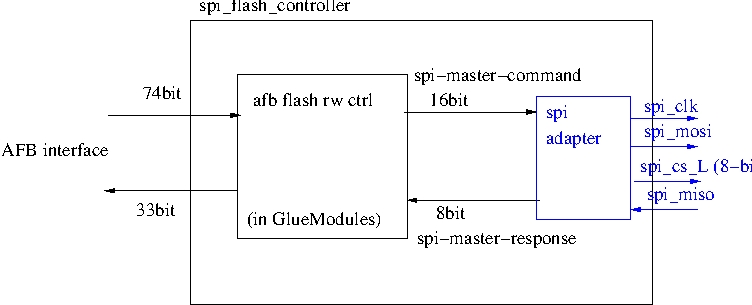 spi_flash_controller
74bit
afb flash rw ctrl
spi-master-command
16bit
spi
adapter
spi_clk
spi_mosi
AFB interface
spi_cs_L (8-bi
spi_miso
33bit
(in GlueModules)
8bit
spi-master-response